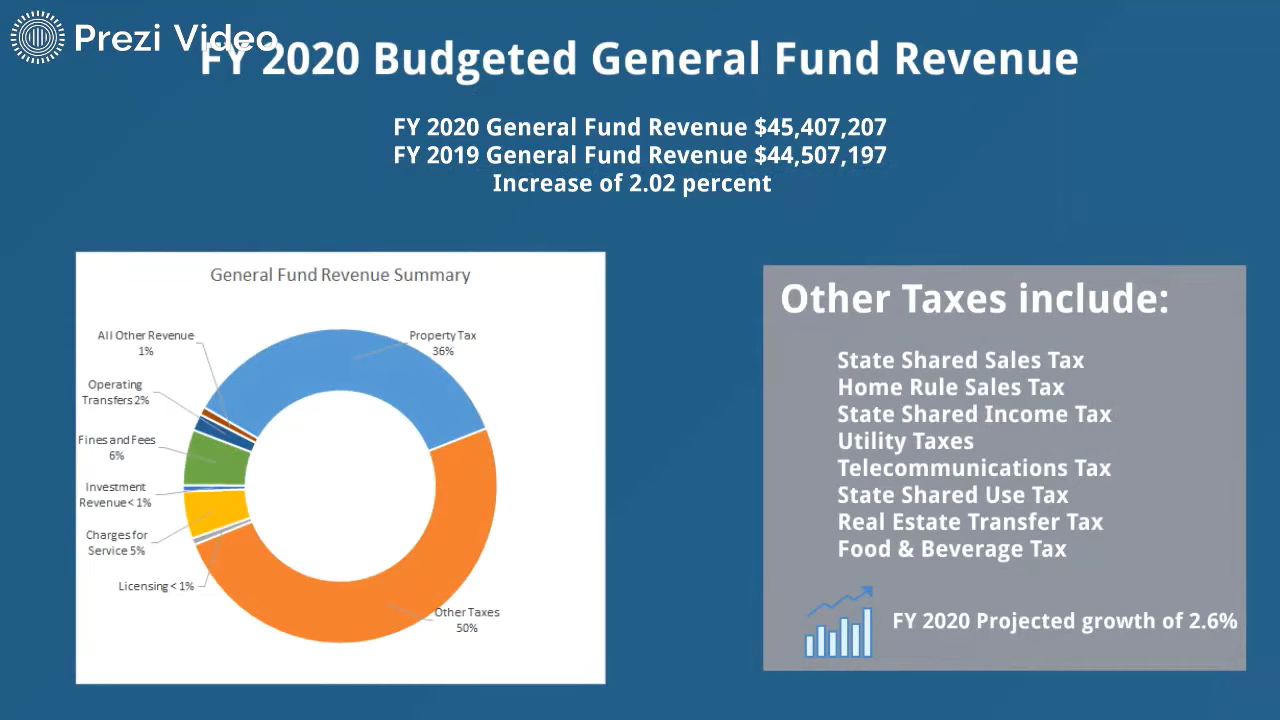 Prezi Video
FY 2020 Budgeted General Fund Revenue
FY 2020 General Fund Revenue $45,407,207
FY 2019 General Fund Revenue $44,507,197
Increase of 2.02 percent
General Fund Revenue Summary
All Other Revenue
1%
Property Tax
36%
Operating
Transfers 2%
Fines and Fees
6%
Investment
Revenue < 1%
Charges for
Service 5%
Licensing < 1%
Other Taxes
50%
Other Taxes include:
State Shared Sales Tax
Home Rule Sales Tax
State Shared Income Tax
Utility Taxes
Telecommunications Tax
State Shared Use Tax
Real Estate Transfer Tax
Food & Beverage Tax
FY 2020 Projected growth of 2.6%